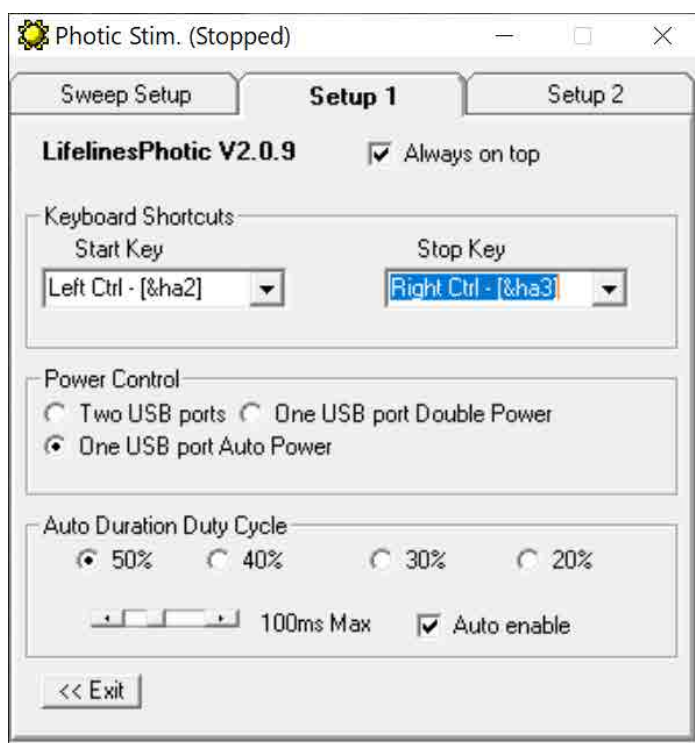 Photic Stim. (Stopped)
Sweep Setup Setup 1 Setup 2
LifelinesPhotic V2.0.9 Always on top
Keyboard Shortcuts
Start Key Stop Key
Left Ctrl - [&ha2] Right Ctrl - [&ha3]
Power Control
Two USB ports One USB port Double Power
One USB port Auto Power
Auto Duration Duty Cycle
50% 40% 30% 20%
100ms Max Auto enable
<< Exit